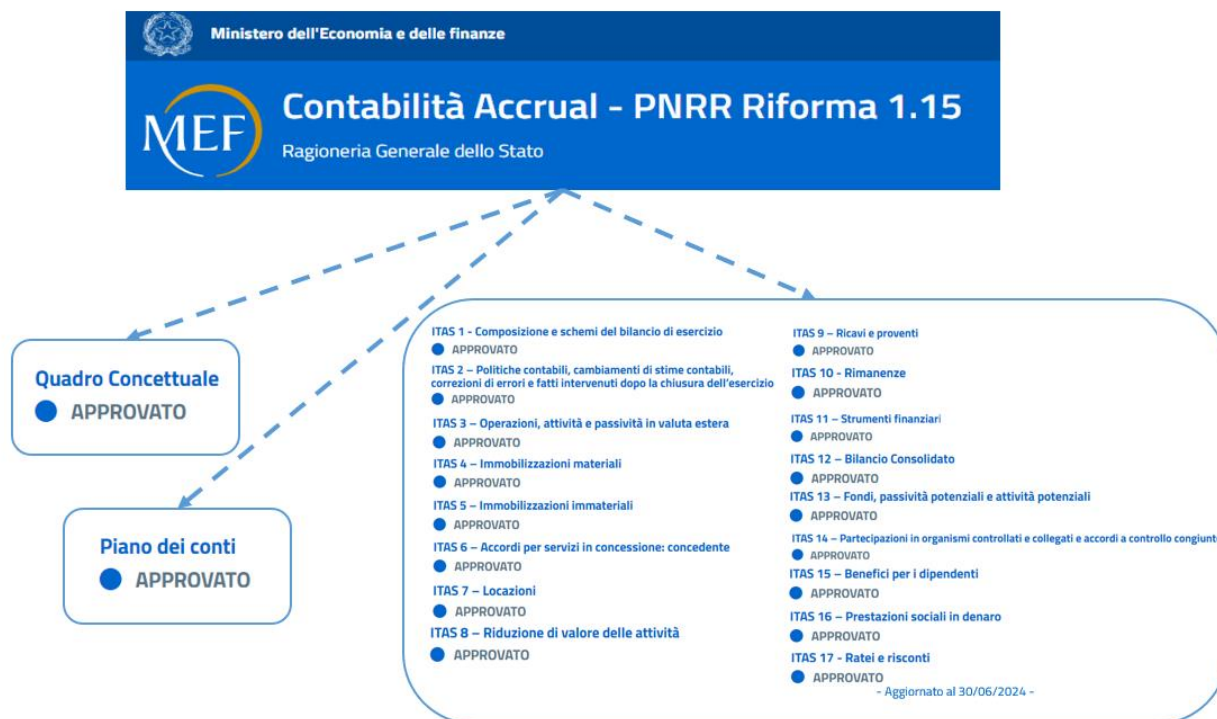 Ministero dell'Economia e delle finanze
MEF
Contabilità Accrual - PNRR Riforma 1.15
Ragioneria Generale dello Stato
Quadro Concettuale
APPROVATO
Piano dei conti
APPROVATO
ITAS 1 - Composizione e schemi del bilancio di esercizio
APPROVATO
ITAS 2 – Politiche contabili, cambiamenti di stime contabili,
correzioni di errori e fatti intervenuti dopo la chiusura dell'esercizio
APPROVATO
ITAS 3 – Operazioni, attività e passività in valuta estera
APPROVATO
ITAS 4 – Immobilizzazioni materiali
APPROVATO
ITAS 5 – Immobilizzazioni immateriali
APPROVATO
ITAS 6 – Accordi per servizi in concessione: concedente
APPROVATO
ITAS 7 – Locazioni
APPROVATO
ITAS 8 – Riduzione di valore delle attività
APPROVATO
ITAS 9 – Ricavi e proventi
APPROVATO
ITAS 10 - Rimanenze
APPROVATO
ITAS 11 – Strumenti finanziari
APPROVATO
ITAS 12 – Bilancio Consolidato
APPROVATO
ITAS 13 – Fondi, passività potenziali e attività potenziali
APPROVATO
ITAS 14 – Partecipazioni in organismi controllati e collegati e accordi a controllo congiunt
APPROVATO
ITAS 15 – Benefici per i dipendenti
APPROVATO
ITAS 16 – Prestazioni sociali in denaro
APPROVATO
ITAS 17 - Ratei e risconti
APPROVATO
- Aggiornato al 30/06/2024 -